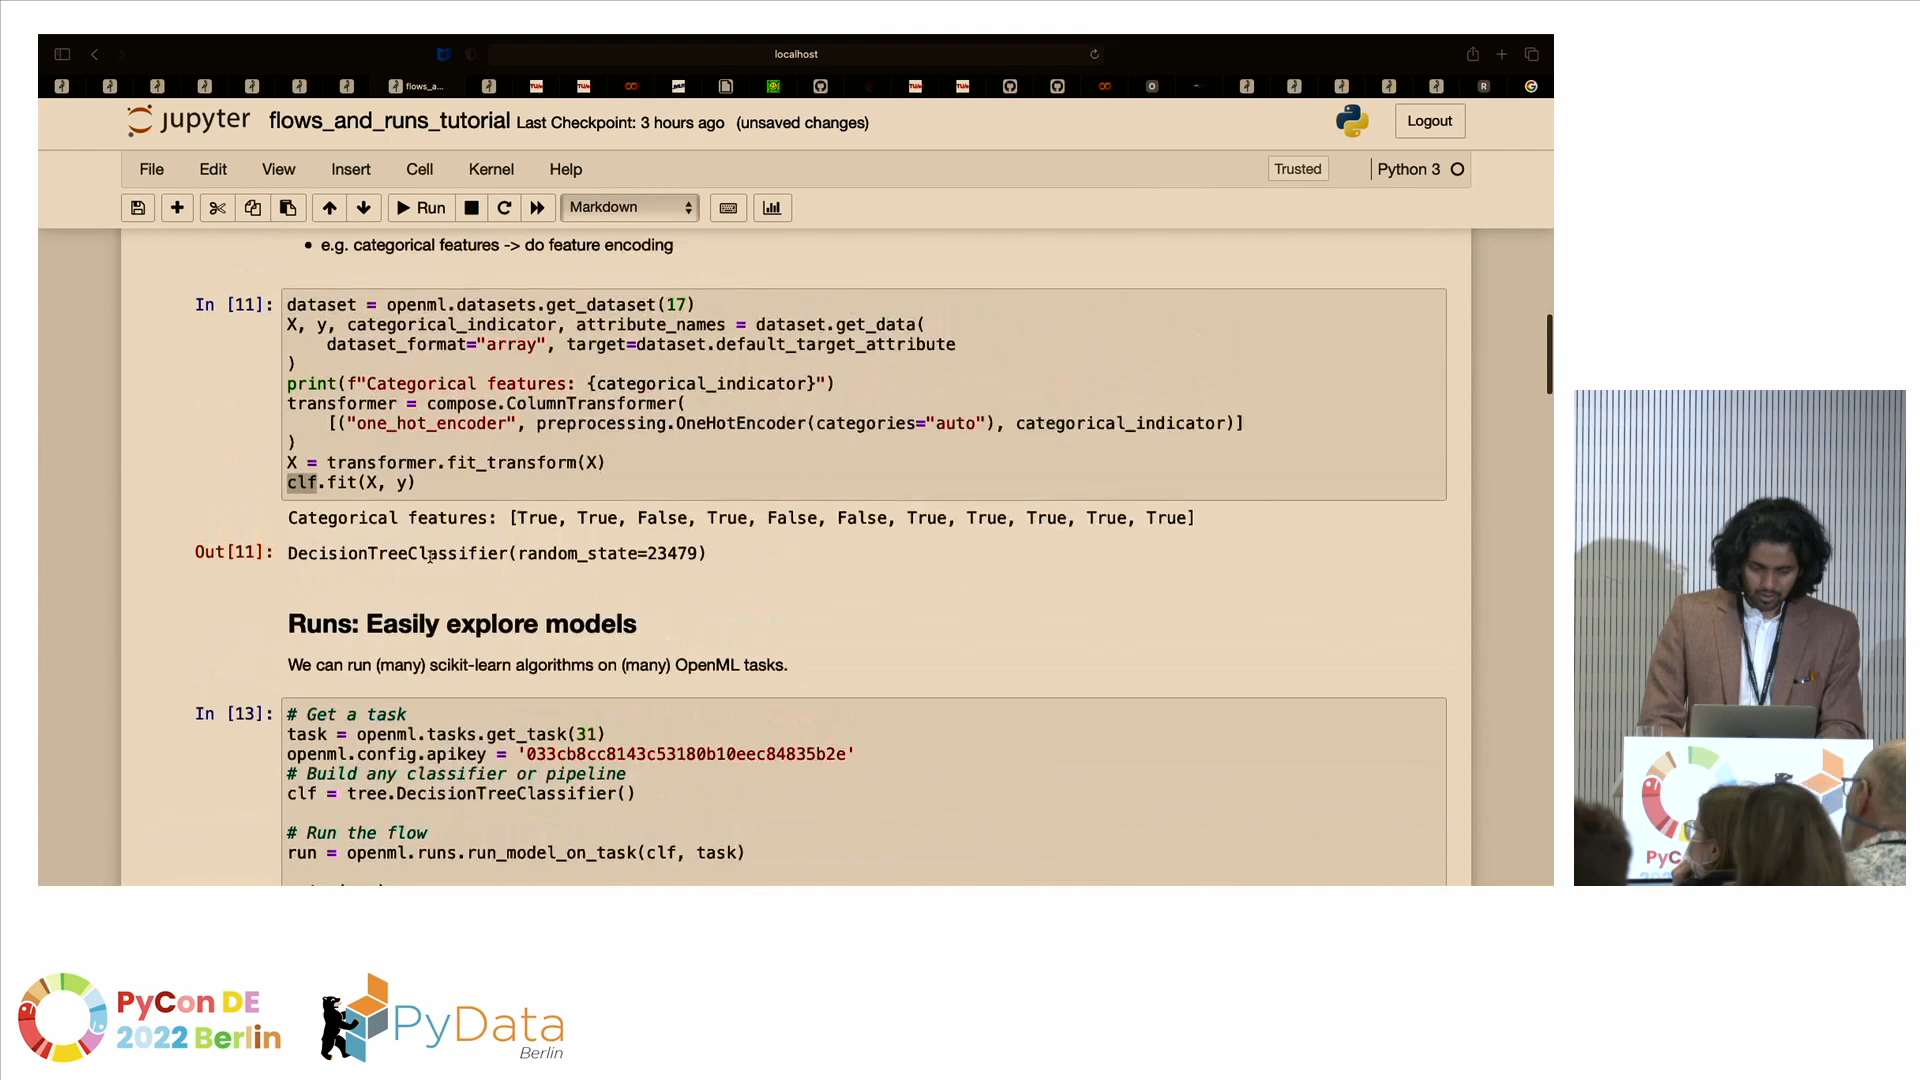 localhost
flows_a...
jupyter flows_and_runs_tutorial Last Checkpoint: 3 hours ago (unsaved changes)
Logout
File Edit View Insert Cell Kernel Help
Trusted Python 3
Run Markdown
• e.g. categorical features -> do feature encoding
In [11]: dataset = openml.datasets.get_dataset(17)
X, y, categorical_indicator, attribute_names = dataset.get_data(
dataset_format="array", target=dataset.default_target_attribute
)
print(f"Categorical features: {categorical_indicator}")
transformer = compose.ColumnTransformer(
[("one_hot_encoder", preprocessing.OneHotEncoder(categories="auto"), categorical_indicator)]
)
X = transformer.fit_transform(X)
clf.fit(X, y)
Categorical features: [True, True, False, True, False, False, True, True, True, True, True]
Out[11]: DecisionTreeClassifier(random_state=23479)
Runs: Easily explore models
We can run (many) scikit-learn algorithms on (many) OpenML tasks.
In [13]: # Get a task
task = openml.tasks.get_task(31)
openml.config.apikey = '033cb8cc8143c53180b10eec84835b2e'
# Build any classifier or pipeline
clf = tree.DecisionTreeClassifier()
# Run the flow
run = openml.runs.run_model_on_task(clf, task)
PyC
PyCon DE
2022 Berlin
PyData
Berlin